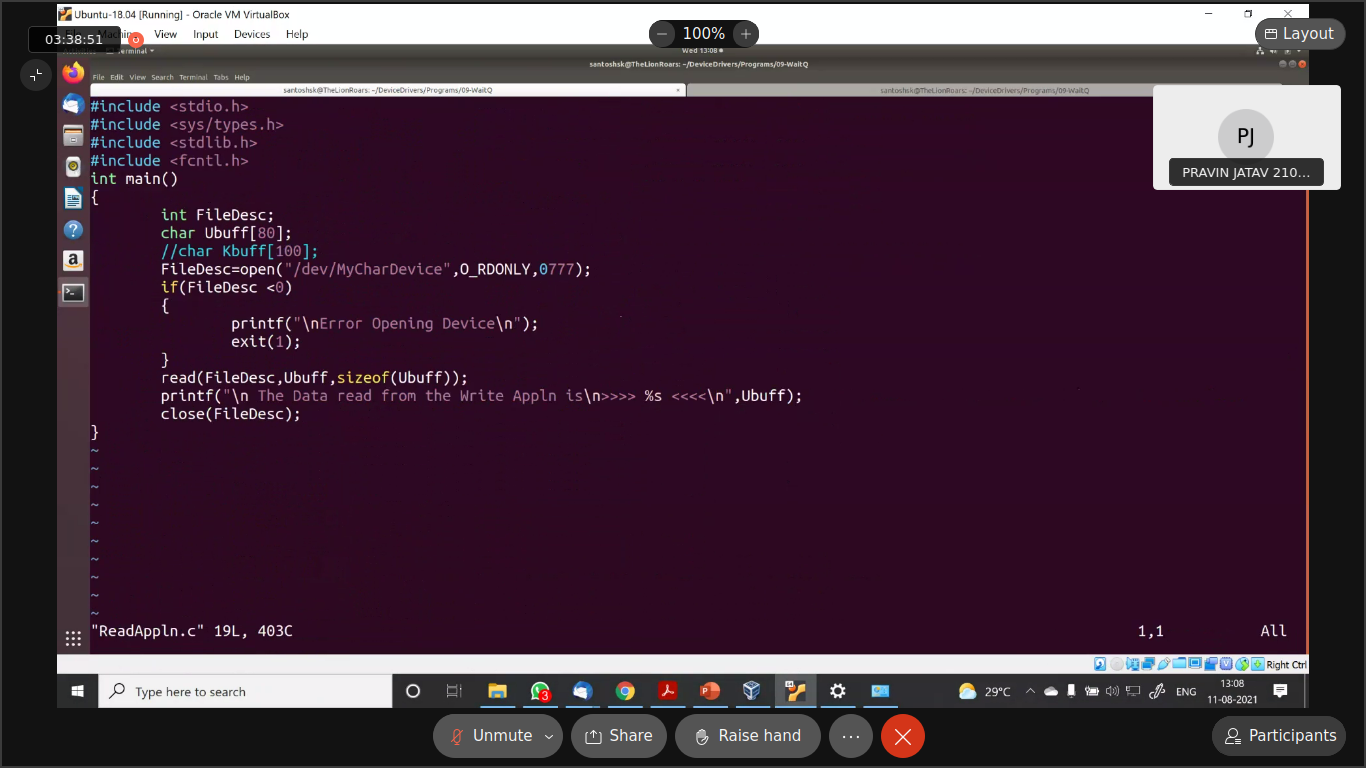 Ubuntu-18.04 [Running] - Oracle VM VirtualBox
03:38:51
View Input Devices Help
100%
Layout
Terminal
Wed 13:08
santoshsk@TheLionRoars: ~/DeviceDrivers/Programs/09-WaitQ
File Edit View Search Terminal Tabs Help
santoshsk@TheLionRoars: ~/DeviceDrivers/Programs/09-WaitQ
santoshsk@TheLionRoars: ~/DeviceDrivers/Programs/09-WaitQ
PJ
PRAVIN JATAV 210...
#include <stdio.h>
#include <sys/types.h>
#include <stdlib.h>
#include <fcntl.h>
int main()
{
        int FileDesc;
        char Ubuff[80];
        //char Kbuff[100];
        FileDesc=open("/dev/MyCharDevice",O_RDONLY,0777);
        if(FileDesc <0)
        {
                printf("\nError Opening Device\n");
                exit(1);
        }
        read(FileDesc,Ubuff,sizeof(Ubuff));
        printf("\n The Data read from the Write Appln is\n>>>> %s <<<<\n",Ubuff);
        close(FileDesc);
}
~
~
~
~
~
~
~
~
~
~
"ReadAppln.c" 19L, 403C 1,1 All
Right Ctrl
Type here to search
3
29°C
ENG
13:08
11-08-2021
Unmute
Share
Raise hand
Participants